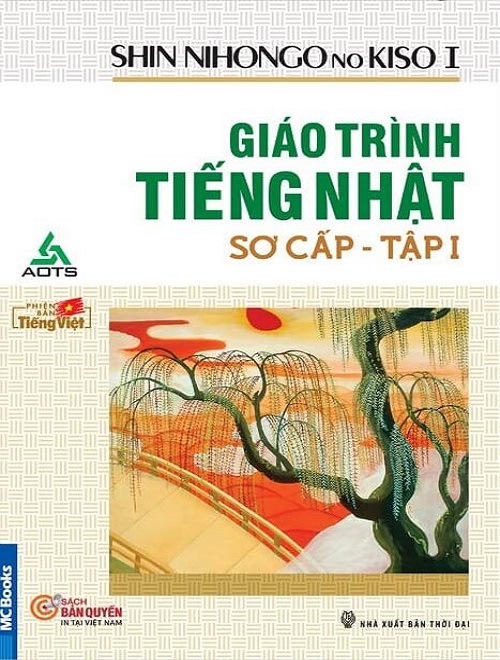 SHIN NIHONGO NO KISO I
GIÁO TRÌNH
TIẾNG NHẬT
SƠ CẤP - TẬP I
AOTS
PHIÊN BẢN
Tiếng Việt
MCBooks
SÁCH
BẢN QUYỀN
IN TẠI VIỆT NAM
NHÀ XUẤT BẢN THỜI ĐẠI